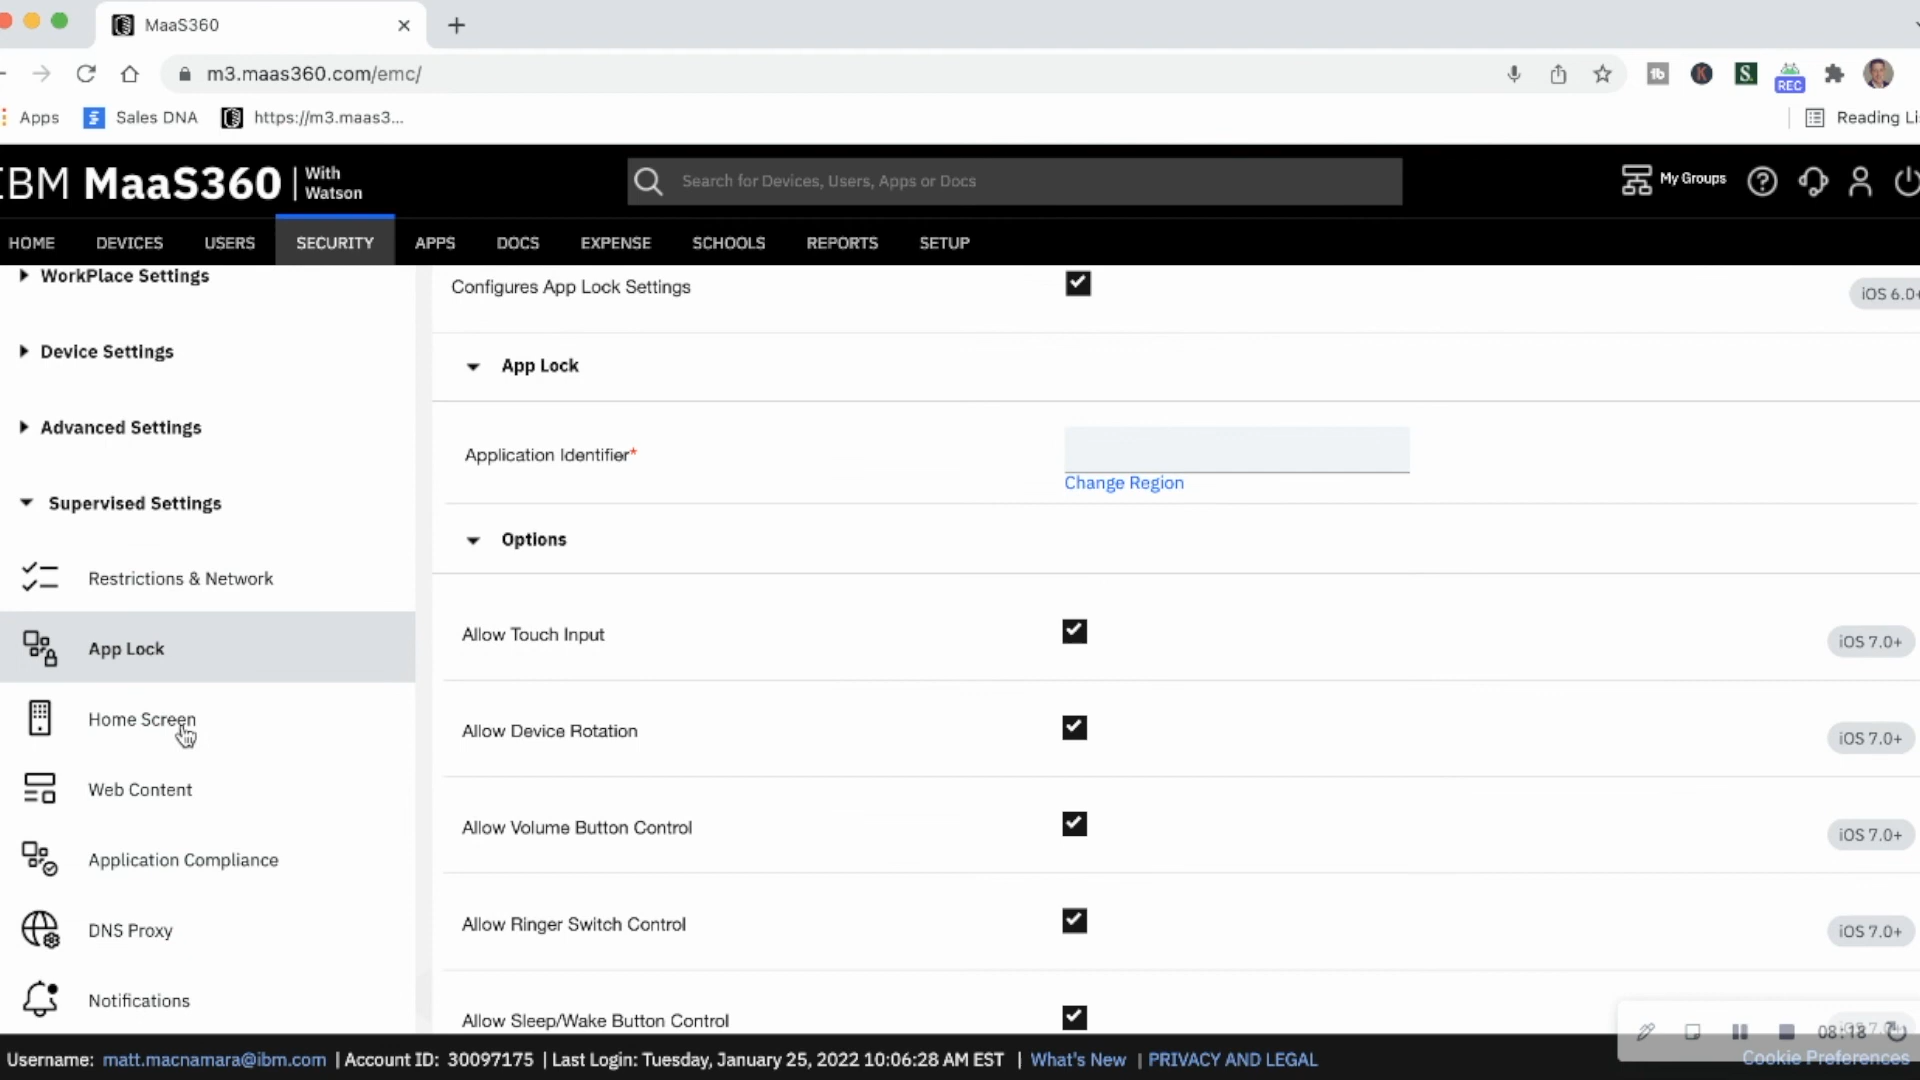 MaaS360
m3.maas360.com/emc/
REC
Apps
Sales DNA
https://m3.maas3...
Reading Li
IBM MaaS360 | With Watson
Search for Devices, Users, Apps or Docs
My Groups
HOME DEVICES USERS SECURITY APPS DOCS EXPENSE SCHOOLS REPORTS SETUP
WorkPlace Settings
Device Settings
Advanced Settings
Supervised Settings
Restrictions & Network
App Lock
Home Screen
Web Content
Application Compliance
DNS Proxy
Notifications
Configures App Lock Settings
iOS 6.0+
App Lock
Application Identifier*
Change Region
Options
Allow Touch Input
iOS 7.0+
Allow Device Rotation
iOS 7.0+
Allow Volume Button Control
iOS 7.0+
Allow Ringer Switch Control
iOS 7.0+
Allow Sleep/Wake Button Control
08:18
Username: matt.macnamara@ibm.com | Account ID: 30097175 | Last Login: Tuesday, January 25, 2022 10:06:28 AM EST | What's New | PRIVACY AND LEGAL
Cookie Preferences